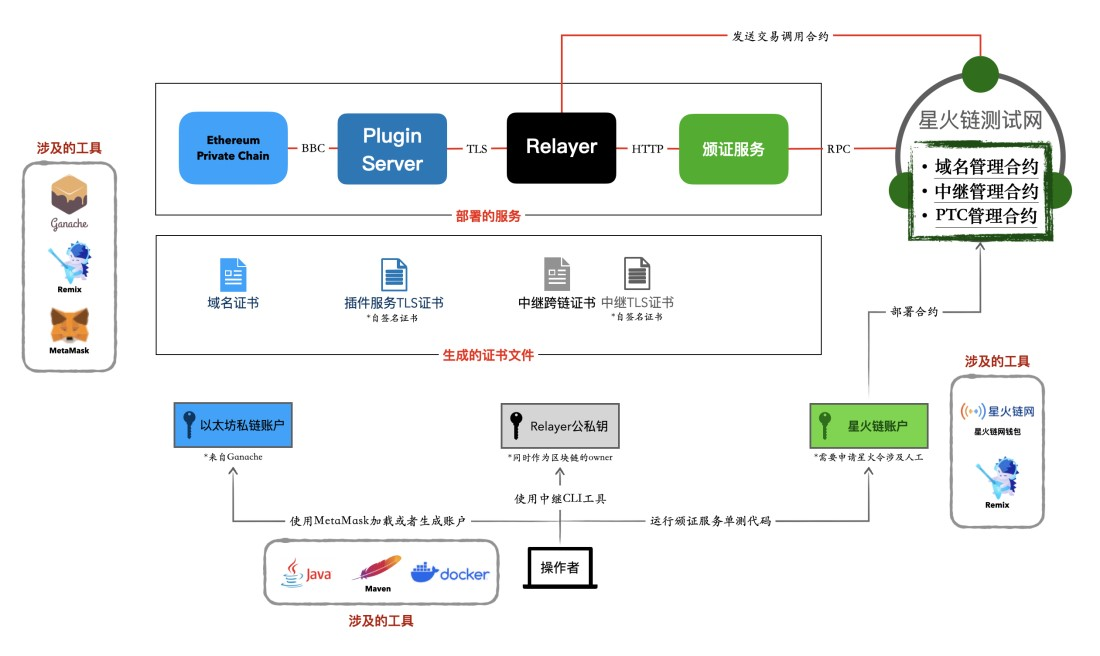 发送交易调用合约
Ethereum
Private Chain
BBC
Plugin
Server
TLS
Relayer
HTTP
颁证服务
RPC
部署的服务
星火链测试网
• 域名管理合约
• 中继管理合约
• PTC管理合约
涉及的工具
Ganache
Remix
MetaMask
域名证书
插件服务TLS证书
*自签名证书
中继跨链证书
中继TLS证书
*自签名证书
生成的证书文件
部署合约
涉及的工具
星火链网
星火链网钱包
Remix
以太坊私链账户
*来自Ganache
Relayer公私钥
*同时作为区块链的owner
星火链账户
*需要申请星火令涉及人工
使用中继CLI工具
使用MetaMask加载或者生成账户
运行颁证服务单测代码
操作者
Java
Maven
docker
涉及的工具